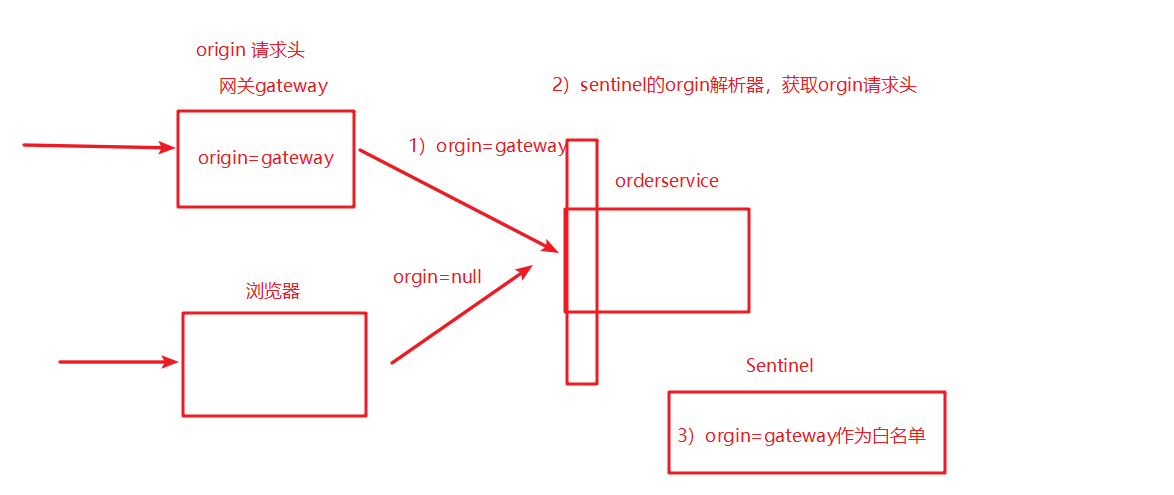 origin 请求头
网关gateway
2）sentinel的orgin解析器，获取orgin请求头
origin=gateway
1）orgin=gateway
orderservice
orgin=null
浏览器
Sentinel
3）orgin=gateway作为白名单